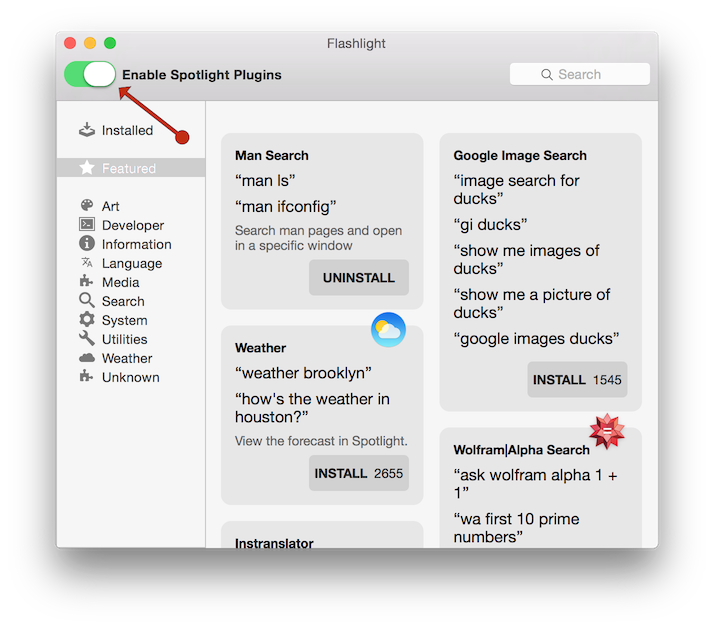 Flashlight
Enable Spotlight Plugins
Search
Installed
Featured
Art
Developer
Information
Language
Media
Search
System
Utilities
Weather
Unknown
Man Search
“man ls”
“man ifconfig”
Search man pages and open
in a specific window
UNINSTALL
Weather
“weather brooklyn”
“how's the weather in
houston?”
View the forecast in Spotlight.
INSTALL 2655
Instranslator
Google Image Search
“image search for
ducks”
“gi ducks”
“show me images of
ducks”
“show me a picture of
ducks”
“google images ducks”
INSTALL 1545
Wolfram|Alpha Search
“ask wolfram alpha 1 +
1”
“wa first 10 prime
numbers”